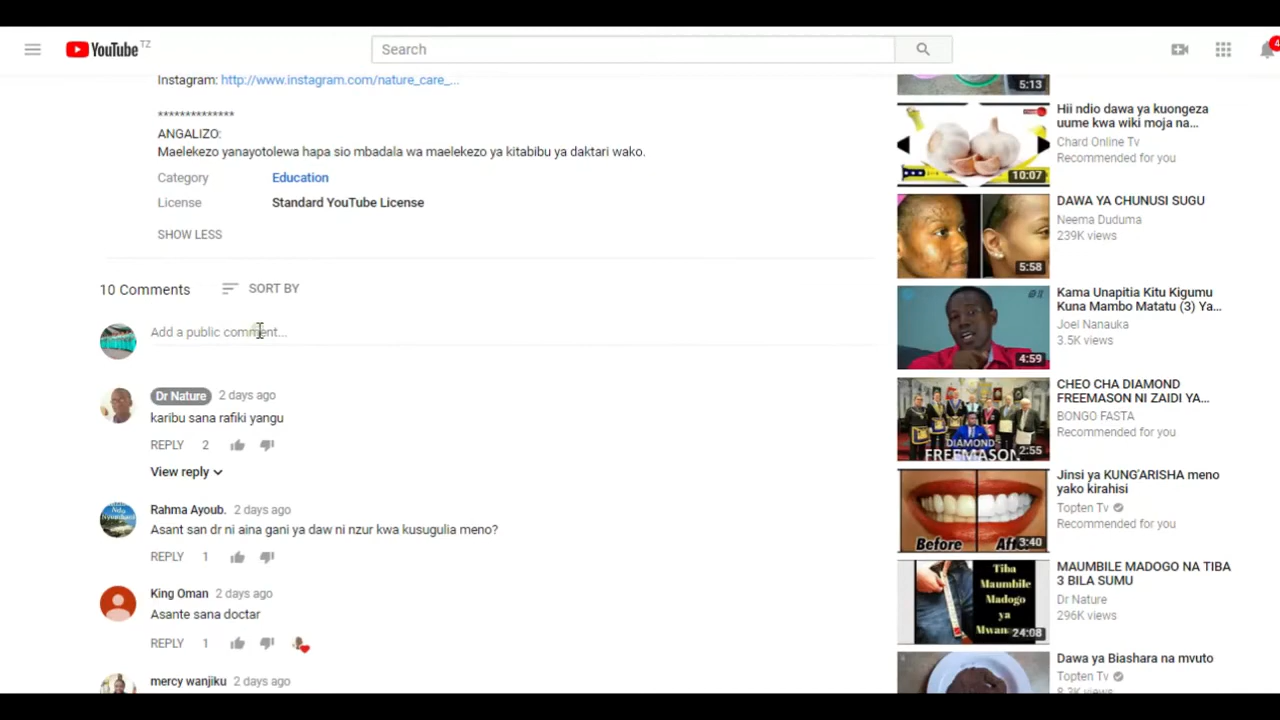 YouTube TZ
Search
4
Instagram: http://www.instagram.com/nature_care_...
**************
ANGALIZO:
Maelekezo yanayotolewa hapa sio mbadala wa maelekezo ya kitabibu ya daktari wako.
Category Education
License Standard YouTube License
SHOW LESS
10 Comments SORT BY
Add a public comment...
Dr Nature 2 days ago
karibu sana rafiki yangu
REPLY 2
View reply
Rahma Ayoub. 2 days ago
Asant san dr ni aina gani ya daw ni nzur kwa kusugulia meno?
REPLY 1
King Oman 2 days ago
Asante sana doctar
REPLY 1
mercy wanjiku 2 days ago
5:13
Hii ndio dawa ya kuongeza
uume kwa wiki moja na...
Chard Online Tv
Recommended for you
10:07
DAWA YA CHUNUSI SUGU
Neema Duduma
239K views
5:58
Kama Unapitia Kitu Kigumu
Kuna Mambo Matatu (3) Ya...
Joel Nanauka
3.5K views
4:59
CHEO CHA DIAMOND
FREEMASON NI ZAIDI YA...
BONGO FASTA
Recommended for you
DIAMOND
FREEMASON
2:55
Jinsi ya KUNG'ARISHA meno
yako kirahisi
Topten Tv
Recommended for you
Before
3:40
MAUMBILE MADOGO NA TIBA
3 BILA SUMU
Dr Nature
296K views
Tiba
Maumbile
Madogo
ya
24:08
Dawa ya Biashara na mvuto
Topten Tv
8.3K views